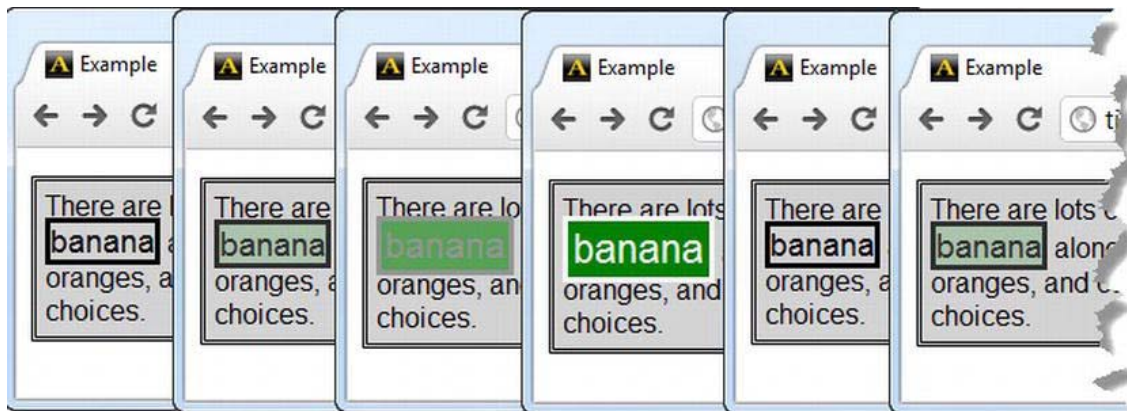 Example
There are
banana
oranges, a
choices.
Example
There are
banana
oranges,
choices.
Example
There are lo
banana
oranges, an
choices.
Example
There are lots
banana
oranges, and
choices.
Example
There are
banana
oranges, a
choices.
Example
There are lots
banana along
oranges, and
choices.